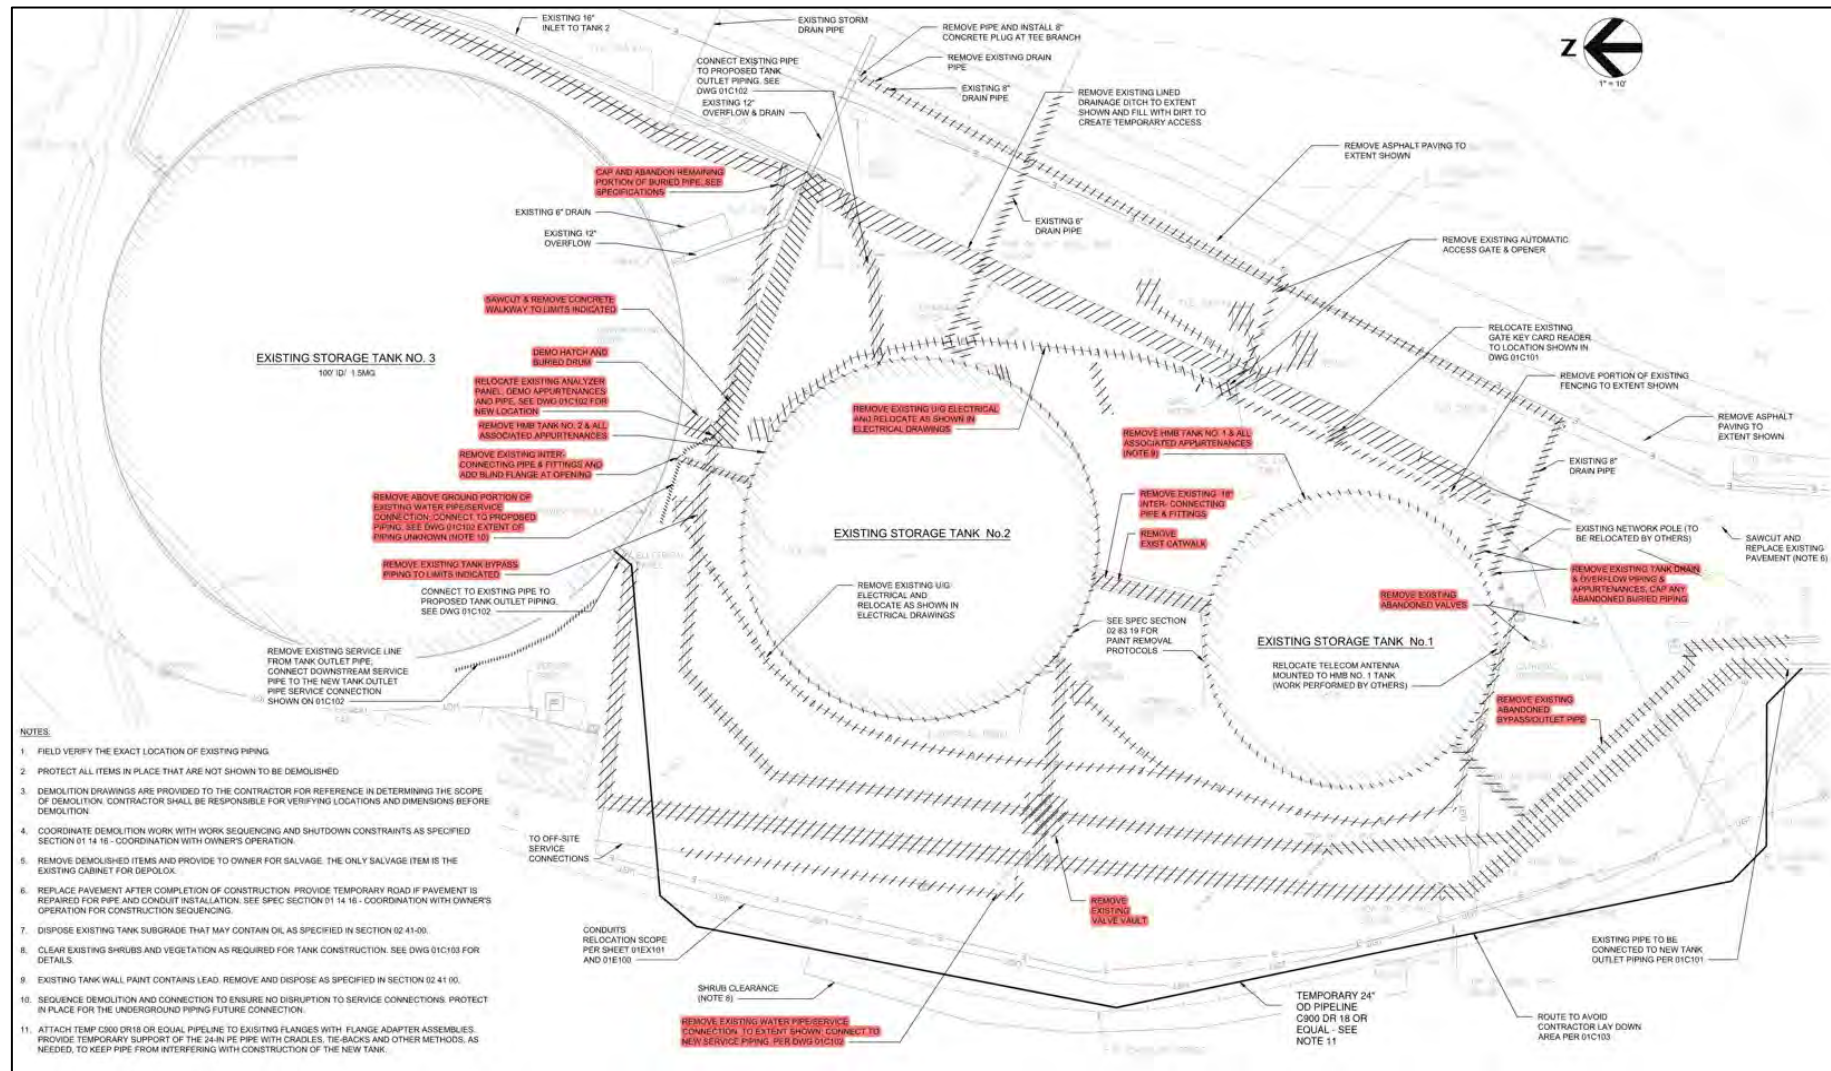 EXISTING 16"
INLET TO TANK 2
EXISTING STORM
DRAIN PIPE
REMOVE PIPE AND INSTALL 8"
CONCRETE PLUG AT TEE BRANCH
REMOVE EXISTING DRAIN
PIPE
Z
1" = 10'
CONNECT EXISTING PIPE
TO PROPOSED TANK
OUTLET PIPING. SEE
DWG 01C102
EXISTING 8"
DRAIN PIPE
REMOVE EXISTING LINED
DRAINAGE DITCH TO EXTENT
SHOWN AND FILL WITH DIRT TO
CREATE TEMPORARY ACCESS
EXISTING 12"
OVERFLOW & DRAIN
REMOVE ASPHALT PAVING TO
EXTENT SHOWN
CAP AND ABANDON REMAINING
PORTION OF BURIED PIPE, SEE
SPECIFICATIONS
EXISTING 6" DRAIN
EXISTING 12"
OVERFLOW
EXISTING 6"
DRAIN PIPE
REMOVE EXISTING AUTOMATIC
ACCESS GATE & OPENER
SAWCUT & REMOVE CONCRETE
WALKWAY TO LIMITS INDICATED
EXISTING STORAGE TANK NO. 3
100' ID/ 1.5MG
DEMO HATCH AND
BURIED DRUM
RELOCATE EXISTING
GATE KEY CARD READER
TO LOCATION SHOWN IN
DWG 01C101
RELOCATE EXISTING ANALYZER
PANEL, DEMO APPURTENANCES
AND PIPE, SEE DWG 01C102 FOR
NEW LOCATION
REMOVE PORTION OF EXISTING
FENCING TO EXTENT SHOWN
REMOVE EXISTING U/G ELECTRICAL
AND RELOCATE AS SHOWN IN
ELECTRICAL DRAWINGS
REMOVE HMB TANK NO. 2 & ALL
ASSOCIATED APPURTENANCES
REMOVE HMB TANK NO. 1 & ALL
ASSOCIATED APPURTENANCES
(NOTE 9)
REMOVE ASPHALT
PAVING TO
EXTENT SHOWN
REMOVE EXISTING INTER-
CONNECTING PIPE & FITTINGS AND
ADD BLIND FLANGE AT OPENING
EXISTING 8"
DRAIN PIPE
REMOVE ABOVE GROUND PORTION OF
EXISTING WATER PIPE/SERVICE
CONNECTION; CONNECT TO PROPOSED
PIPING, SEE DWG 01C102 EXTENT OF
PIPING UNKNOWN (NOTE 10)
REMOVE EXISTING 18"
INTER- CONNECTING
PIPE & FITTINGS
REMOVE
EXIST CATWALK
EXISTING STORAGE TANK No.2
EXISTING NETWORK POLE (TO
BE RELOCATED BY OTHERS)
SAWCUT AND
REPLACE EXISTING
PAVEMENT (NOTE 6)
REMOVE EXISTING TANK BYPASS
PIPING TO LIMITS INDICATED
REMOVE EXISTING TANK DRAIN
& OVERFLOW PIPING &
APPURTENANCES, CAP ANY
ABANDONED BURIED PIPING
CONNECT TO EXISTING PIPE TO
PROPOSED TANK OUTLET PIPING,
SEE DWG 01C102
REMOVE EXISTING U/G
ELECTRICAL AND
RELOCATE AS SHOWN IN
ELECTRICAL DRAWINGS
REMOVE EXISTING
ABANDONED VALVES
SEE SPEC SECTION
02 83 19 FOR
PAINT REMOVAL
PROTOCOLS
EXISTING STORAGE TANK No.1
RELOCATE TELECOM ANTENNA
MOUNTED TO HMB NO. 1 TANK
(WORK PERFORMED BY OTHERS)
REMOVE EXISTING SERVICE LINE
FROM TANK OUTLET PIPE;
CONNECT DOWNSTREAM SERVICE
PIPE TO THE NEW TANK OUTLET
PIPE SERVICE CONNECTION
SHOWN ON 01C102
REMOVE EXISTING
ABANDONED
BYPASS/OUTLET PIPE
NOTES:
1. FIELD VERIFY THE EXACT LOCATION OF EXISTING PIPING.
2. PROTECT ALL ITEMS IN PLACE THAT ARE NOT SHOWN TO BE DEMOLISHED
3. DEMOLITION DRAWINGS ARE PROVIDED TO THE CONTRACTOR FOR REFERENCE IN DETERMINING THE SCOPE
OF DEMOLITION. CONTRACTOR SHALL BE RESPONSIBLE FOR VERIFYING LOCATIONS AND DIMENSIONS BEFORE
DEMOLITION.
4. COORDINATE DEMOLITION WORK WITH WORK SEQUENCING AND SHUTDOWN CONSTRAINTS AS SPECIFIED
SECTION 01 14 16 - COORDINATION WITH OWNER'S OPERATION.
5. REMOVE DEMOLISHED ITEMS AND PROVIDE TO OWNER FOR SALVAGE. THE ONLY SALVAGE ITEM IS THE
EXISTING CABINET FOR DEPOLOX.
6. REPLACE PAVEMENT AFTER COMPLETION OF CONSTRUCTION. PROVIDE TEMPORARY ROAD IF PAVEMENT IS
REPAIRED FOR PIPE AND CONDUIT INSTALLATION. SEE SPEC SECTION 01 14 16 - COORDINATION WITH OWNER'S
OPERATION FOR CONSTRUCTION SEQUENCING.
7. DISPOSE EXISTING TANK SUBGRADE THAT MAY CONTAIN OIL AS SPECIFIED IN SECTION 02 41-00.
8. CLEAR EXISTING SHRUBS AND VEGETATION AS REQUIRED FOR TANK CONSTRUCTION. SEE DWG 01C103 FOR
DETAILS.
9. EXISTING TANK WALL PAINT CONTAINS LEAD. REMOVE AND DISPOSE AS SPECIFIED IN SECTION 02 41 00.
10. SEQUENCE DEMOLITION AND CONNECTION TO ENSURE NO DISRUPTION TO SERVICE CONNECTIONS. PROTECT
IN PLACE FOR THE UNDERGROUND PIPING FUTURE CONNECTION.
11. ATTACH TEMP C900 DR18 OR EQUAL PIPELINE TO EXISITNG FLANGES WITH FLANGE ADAPTER ASSEMBLIES.
PROVIDE TEMPORARY SUPPORT OF THE 24-IN PE PIPE WITH CRADLES, TIE-BACKS AND OTHER METHODS, AS
NEEDED, TO KEEP PIPE FROM INTERFERING WITH CONSTRUCTION OF THE NEW TANK.
TO OFF-SITE
SERVICE
CONNECTIONS
REMOVE
EXISTING
VALVE VAULT
CONDUITS
RELOCATION SCOPE
PER SHEET 01EX101
AND 01E100
EXISTING PIPE TO BE
CONNECTED TO NEW TANK
OUTLET PIPING PER 01C101
SHRUB CLEARANCE
(NOTE 8)
TEMPORARY 24"
OD PIPELINE
C900 DR 18 OR
EQUAL - SEE
NOTE 11
REMOVE EXISTING WATER PIPE/SERVICE
CONNECTION, TO EXTENT SHOWN; CONNECT TO
NEW SERVICE PIPING, PER DWG 01C102
ROUTE TO AVOID
CONTRACTOR LAY DOWN
AREA PER 01C103